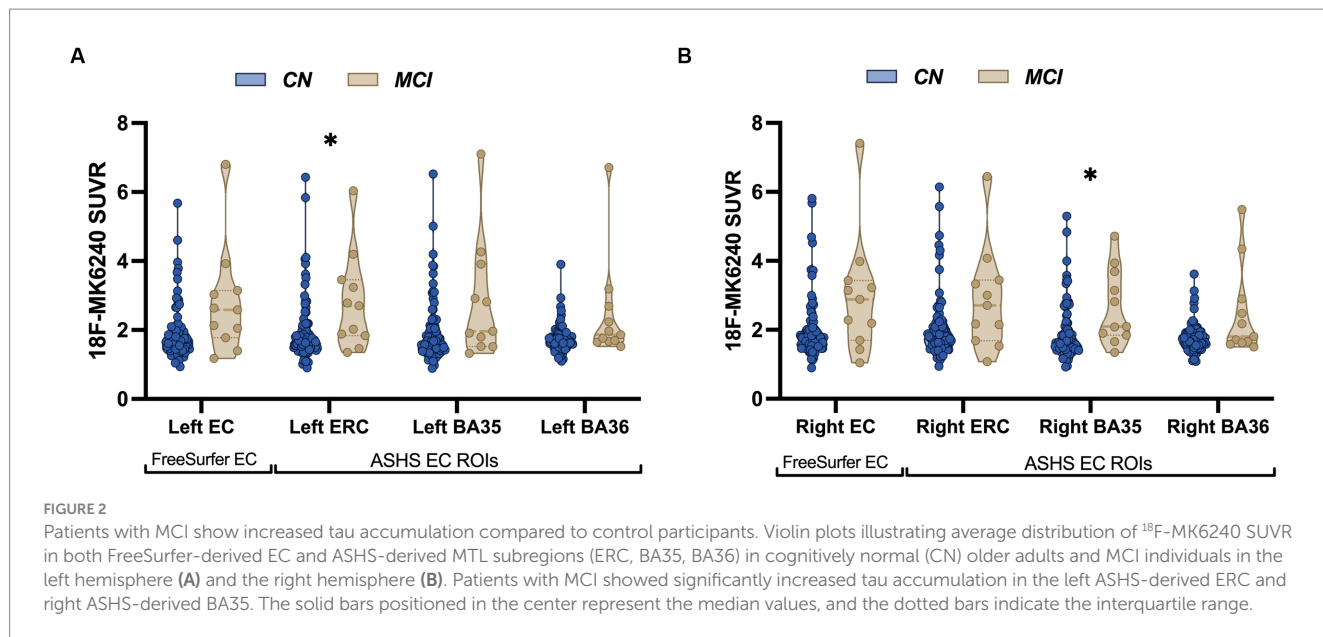 A
CN MCI
18F-MK6240 SUVR
8
6
4
2
0
*
Left EC Left ERC Left BA35 Left BA36
FreeSurfer EC ASHS EC ROIs
B
CN MCI
18F-MK6240 SUVR
8
6
4
2
0
*
Right EC Right ERC Right BA35 Right BA36
FreeSurfer EC ASHS EC ROIs
FIGURE 2
Patients with MCI show increased tau accumulation compared to control participants. Violin plots illustrating average distribution of ¹⁸F-MK6240 SUVR
in both FreeSurfer-derived EC and ASHS-derived MTL subregions (ERC, BA35, BA36) in cognitively normal (CN) older adults and MCI individuals in the
left hemisphere (A) and the right hemisphere (B). Patients with MCI showed significantly increased tau accumulation in the left ASHS-derived ERC and
right ASHS-derived BA35. The solid bars positioned in the center represent the median values, and the dotted bars indicate the interquartile range.